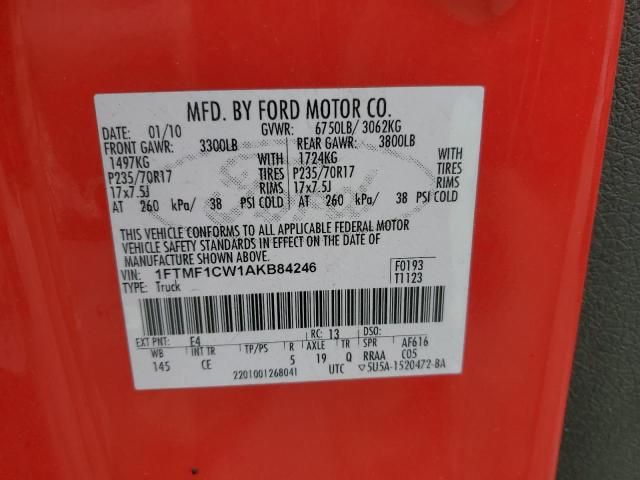 MFD. BY FORD MOTOR CO.
DATE: 01/10 GVWR: 6750LB/ 3062KG
FRONT GAWR: 3300LB REAR GAWR: 3800LB
1497KG WITH 1724KG WITH
P235/70R17 TIRES P235/70R17 TIRES
17x7.5J RIMS 17x7.5J RIMS
AT 260 kPa/ 38 PSI COLD AT 260 kPa/ 38 PSI COLD
THIS VEHICLE CONFORMS TO ALL APPLICABLE FEDERAL MOTOR
VEHICLE SAFETY STANDARDS IN EFFECT ON THE DATE OF
MANUFACTURE SHOWN ABOVE.
VIN: 1FTMF1CW1AKB84246 F0193
TYPE: Truck T1123
EXT PNT: E4 RC: 13 DSO:
WB INT TR TP/PS R AXLE TR SPR AF616
145 CE 5 19 Q RRAA C05
2201001268041 UTC ▽5U5A-1520472-BA